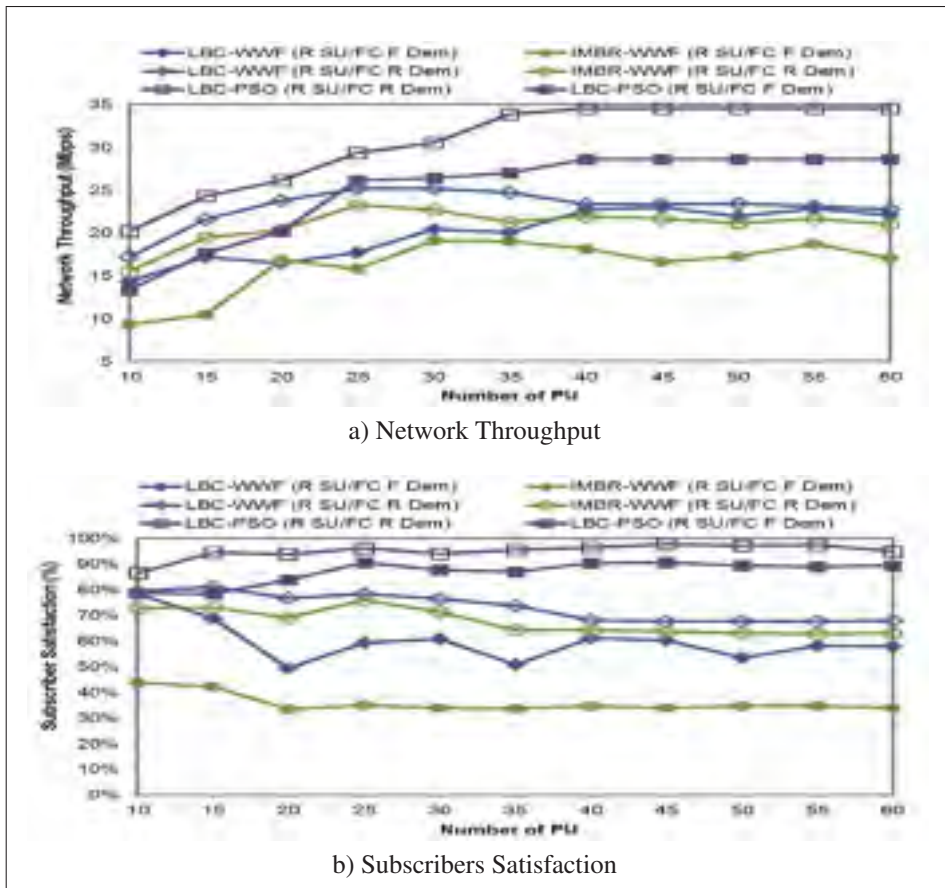 LBC-WWF (R SU/FC F Dem) IMBR-WWF (R SU/FC F Dem)
LBC-WWF (R SU/FC R Dem) IMBR-WWF (R SU/FC R Dem)
LBC-PSO (R SU/FC R Dem) LBC-PSO (R SU/FC F Dem)
Network Throughput (Mbps)
35
30
25
20
15
10
5
10 15 20 25 30 35 40 45 50 55 60
Number of PU
a) Network Throughput
LBC-WWF (R SU/FC F Dem) IMBR-WWF (R SU/FC F Dem)
LBC-WWF (R SU/FC R Dem) IMBR-WWF (R SU/FC R Dem)
LBC-PSO (R SU/FC R Dem) LBC-PSO (R SU/FC F Dem)
Subscriber Satisfaction (%)
100%
90%
80%
70%
60%
50%
40%
30%
20%
10%
0%
10 15 20 25 30 35 40 45 50 55 60
Number of PU
b) Subscribers Satisfaction